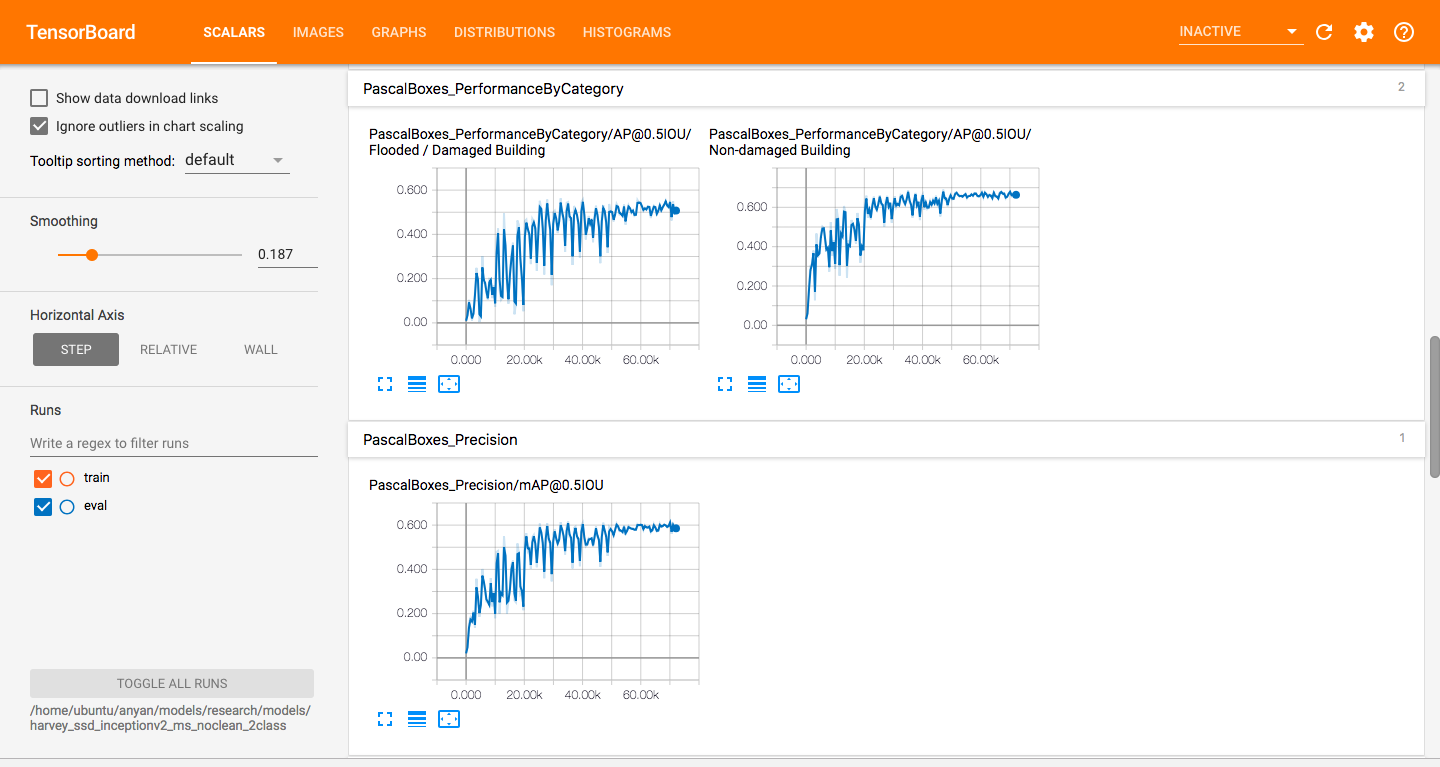 TensorBoard
SCALARS IMAGES GRAPHS DISTRIBUTIONS HISTOGRAMS
INACTIVE
Show data download links
Ignore outliers in chart scaling
Tooltip sorting method: default
Smoothing
0.187
Horizontal Axis
STEP RELATIVE WALL
Runs
Write a regex to filter runs
train
eval
TOGGLE ALL RUNS
/home/ubuntu/anyan/models/research/models/
harvey_ssd_inceptionv2_ms_noclean_2class
PascalBoxes_PerformanceByCategory 2
PascalBoxes_PerformanceByCategory/AP@0.5IOU/
Flooded / Damaged Building
0.600
0.400
0.200
0.00
0.000 20.00k 40.00k 60.00k
PascalBoxes_PerformanceByCategory/AP@0.5IOU/
Non-damaged Building
0.600
0.400
0.200
0.00
0.000 20.00k 40.00k 60.00k
PascalBoxes_Precision 1
PascalBoxes_Precision/mAP@0.5IOU
0.600
0.400
0.200
0.00
0.000 20.00k 40.00k 60.00k